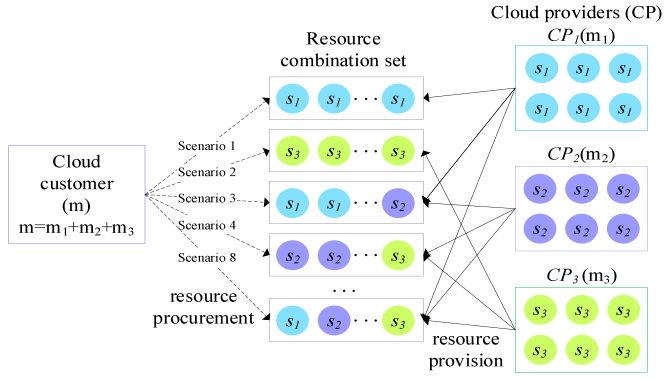 Cloud providers (CP)
CP1(m1)
Resource
combination set
s1 s1 s1
s1 s1 s1
s1 s1 ··· s1
Scenario 1
s3 s3 ··· s3
Scenario 2
Cloud
customer
(m)
m=m1+m2+m3
Scenario 3
s1 s1 ··· s2
CP2(m2)
s2 s2 s2
s2 s2 s2
Scenario 4
s2 s2 ··· s3
Scenario 8
···
resource
procurement
s1 s2 ··· s3
CP3 (m3)
s3 s3 s3
s3 s3 s3
resource
provision